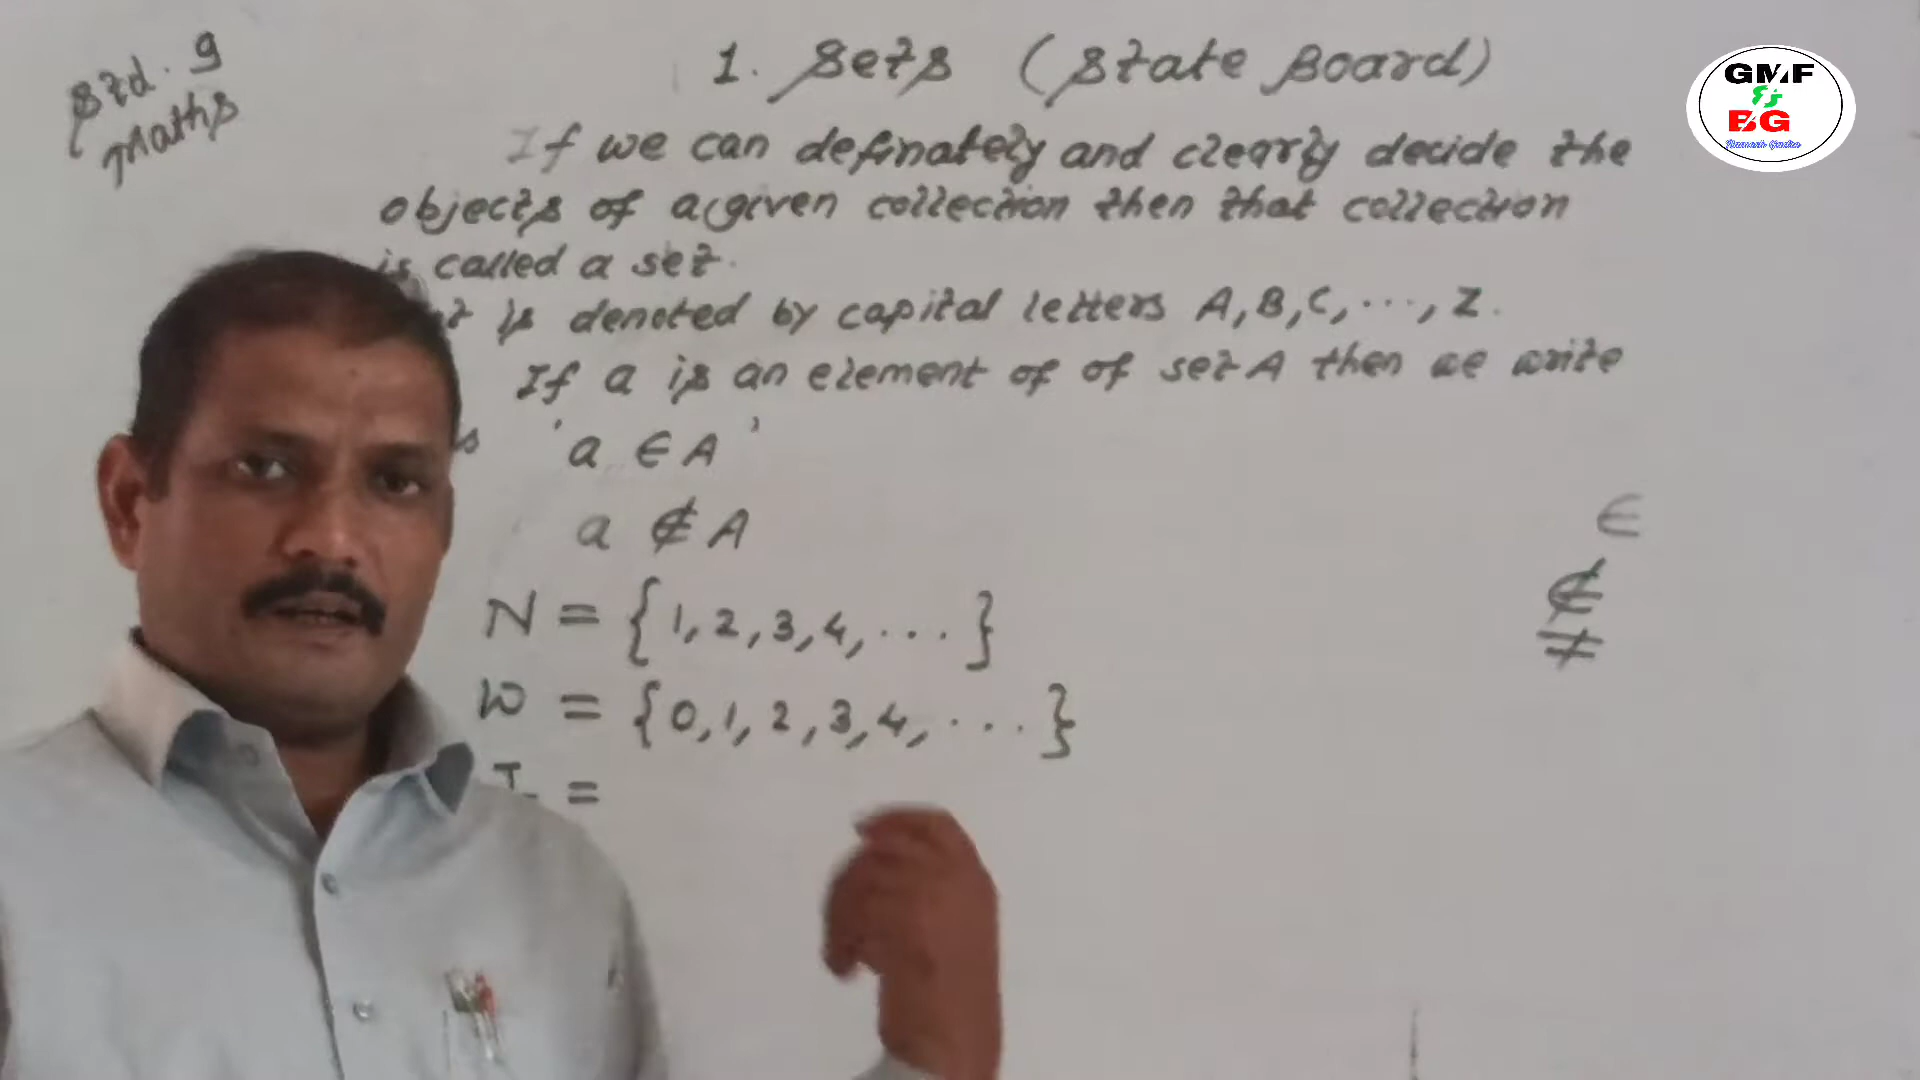 Std. 9
Maths
1. Sets (State Board)
If we can definately and clearly decide the
objects of a given collection then that collection
is called a set.
is denoted by capital letters A, B, C, ..., Z.
If a is an element of of set A then we write
'a ∈ A'
a ∉ A
N = {1, 2, 3, 4, ... }
W = {0, 1, 2, 3, 4, ... }
I =
∈
∉
≠
GMF
BG